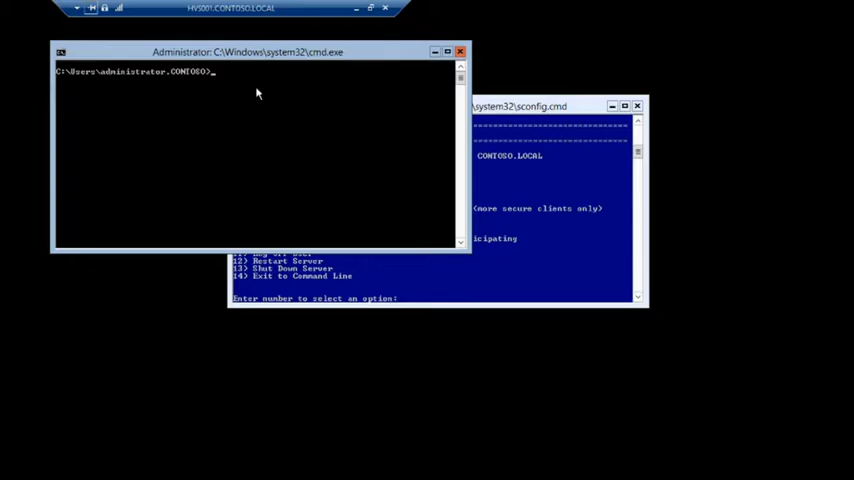 HVS001.CONTOSO.LOCAL
Administrator: C:\Windows\system32\cmd.exe
C:\Users\administrator.CONTOSO>_
\system32\sconfig.cmd
CONTOSO.LOCAL
(more secure clients only)
icipating
12) Restart Server
13) Shut Down Server
14) Exit to Command Line
Enter number to select an option: